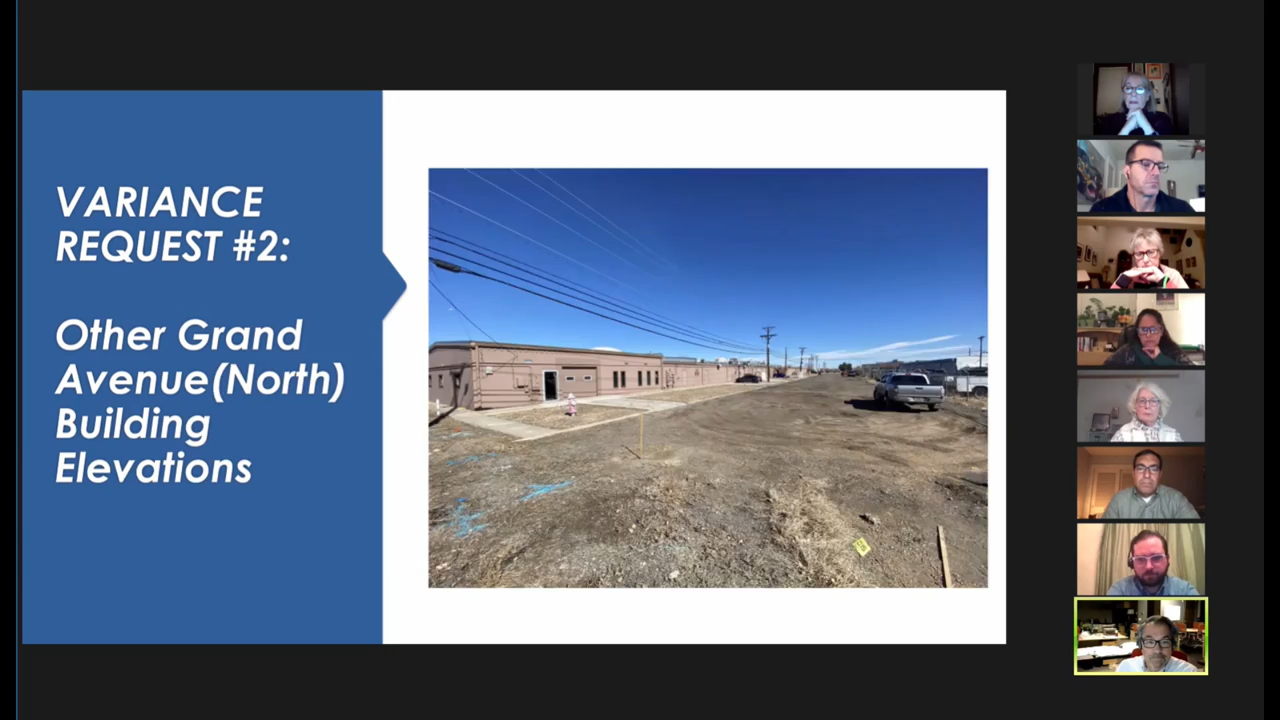 VARIANCE
REQUEST #2:
Other Grand
Avenue(North)
Building
Elevations